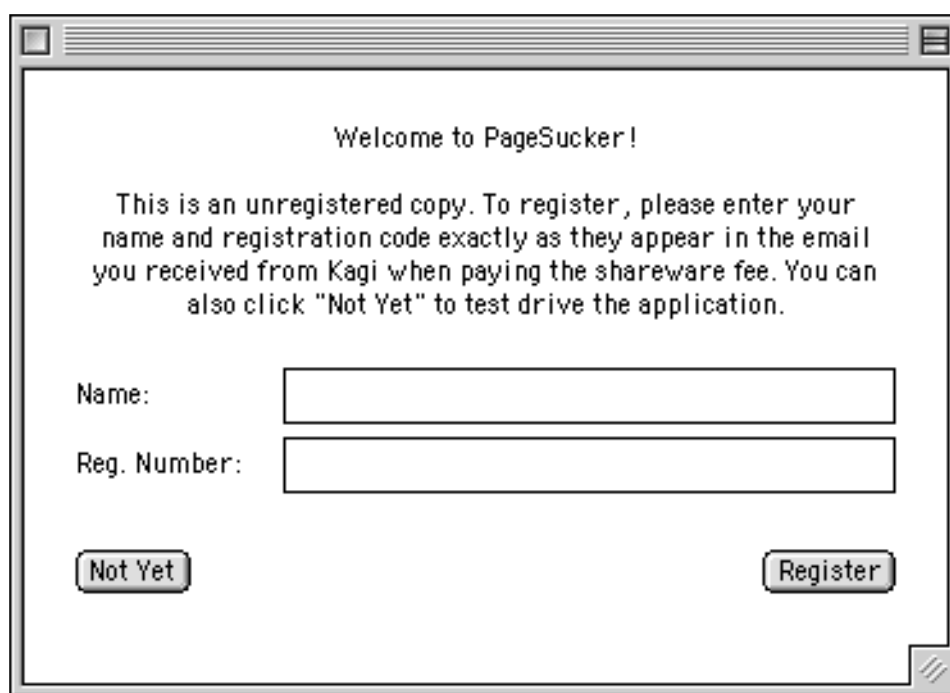 Welcome to PageSucker!
This is an unregistered copy. To register, please enter your
name and registration code exactly as they appear in the email
you received from Kagi when paying the shareware fee. You can
also click "Not Yet" to test drive the application.
Name:
Reg. Number:
Not Yet
Register